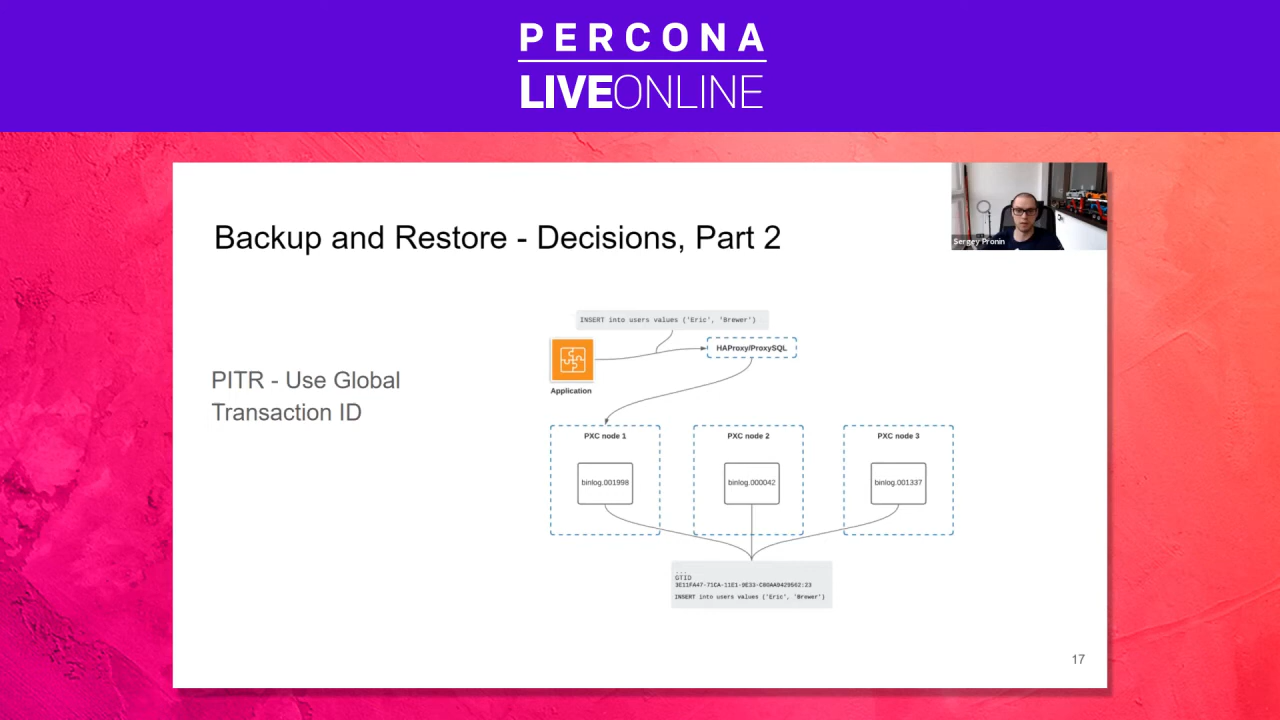 PERCONA
LIVEONLINE
Sergey Pronin
Backup and Restore - Decisions, Part 2
PITR - Use Global
Transaction ID
INSERT into users values ('Eric', 'Brewer')
HAProxy/ProxySQL
Application
PXC node 1
PXC node 2
PXC node 3
binlog.001998
binlog.000042
binlog.001337
...
GTID
3E11FA47-71CA-11E1-9E33-C80AA9429562:23
INSERT into users values ('Eric', 'Brewer')
17